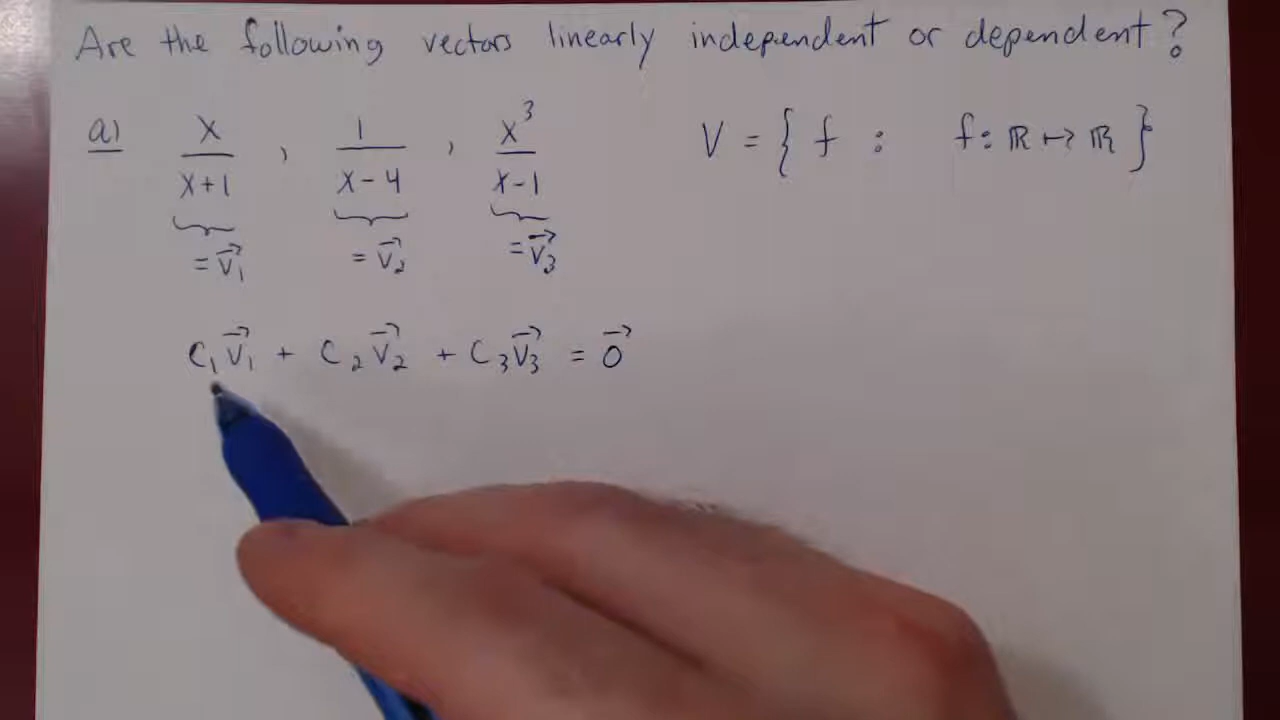 Are the following vectors linearly independent or dependent?
a) x/(x+1) , 1/(x-4) , x³/(x-1) V = { f : f: ℝ ↦ ℝ }
= v⃗₁ = v⃗₂ = v⃗₃
c₁v⃗₁ + c₂v⃗₂ + c₃v⃗₃ = 0⃗